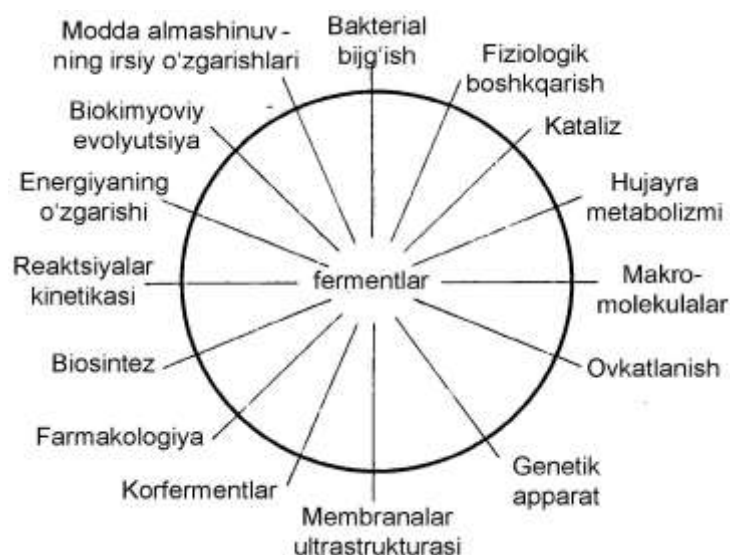 Modda almashinuv -
ning irsiy o‘zgarishlari
Bakterial
bijg‘ish
Fiziologik
boshkqarish
Kataliz
Hujayra
metabolizmi
Makro-
molekulalar
Ovkatlanish
Genetik
apparat
Membranalar
ultrastrukturasi
Korfermentlar
Farmakologiya
Biosintez
Reaktsiyalar
kinetikasi
Energiyaning
o‘zgarishi
Biokimyoviy
evolyutsiya
fermentlar